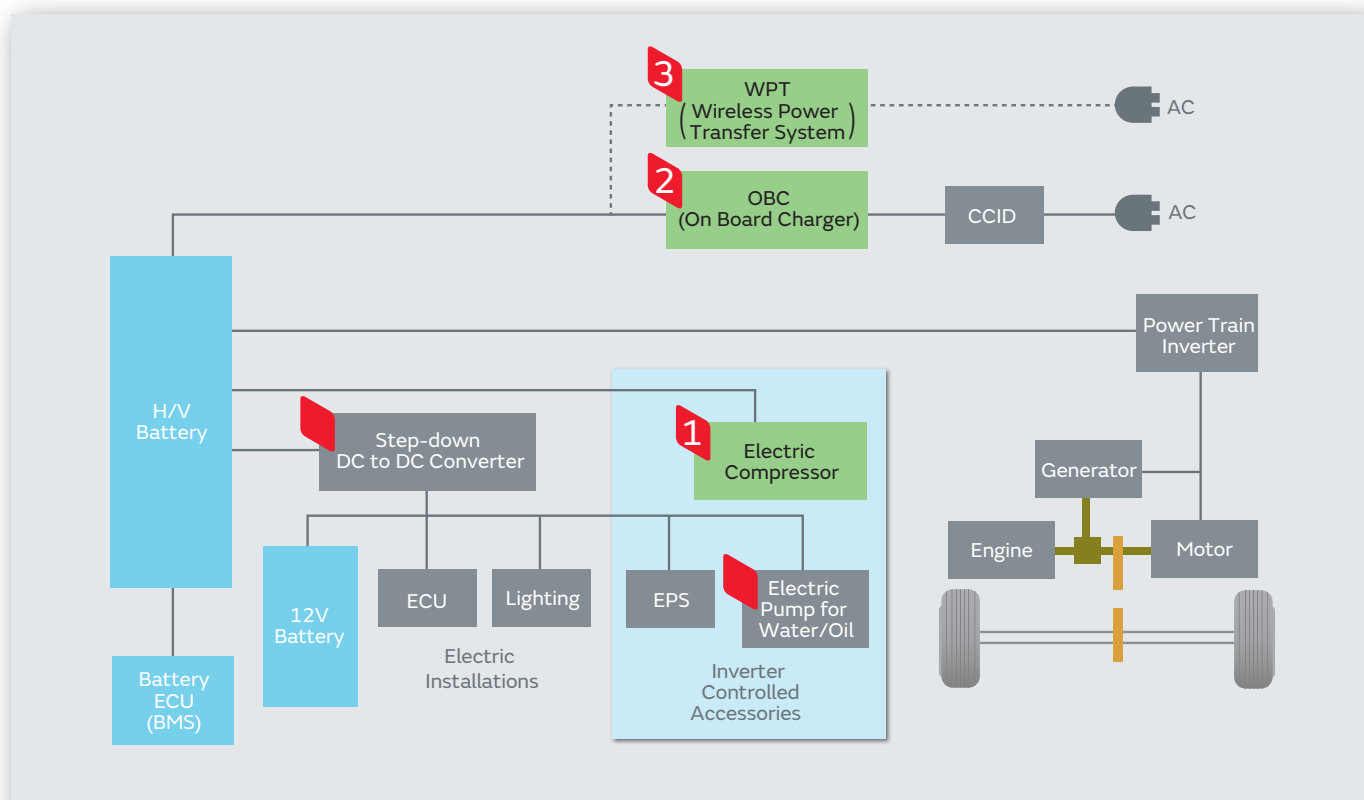 3
WPT
(Wireless Power
Transfer System)
AC
2
OBC
(On Board Charger)
CCID
AC
Power Train
Inverter
H/V
Battery
Step-down
DC to DC Converter
1
Electric
Compressor
Generator
Engine
Motor
12V
Battery
ECU
Lighting
EPS
Electric
Pump for
Water/Oil
Electric
Installations
Inverter
Controlled
Accessories
Battery
ECU
(BMS)